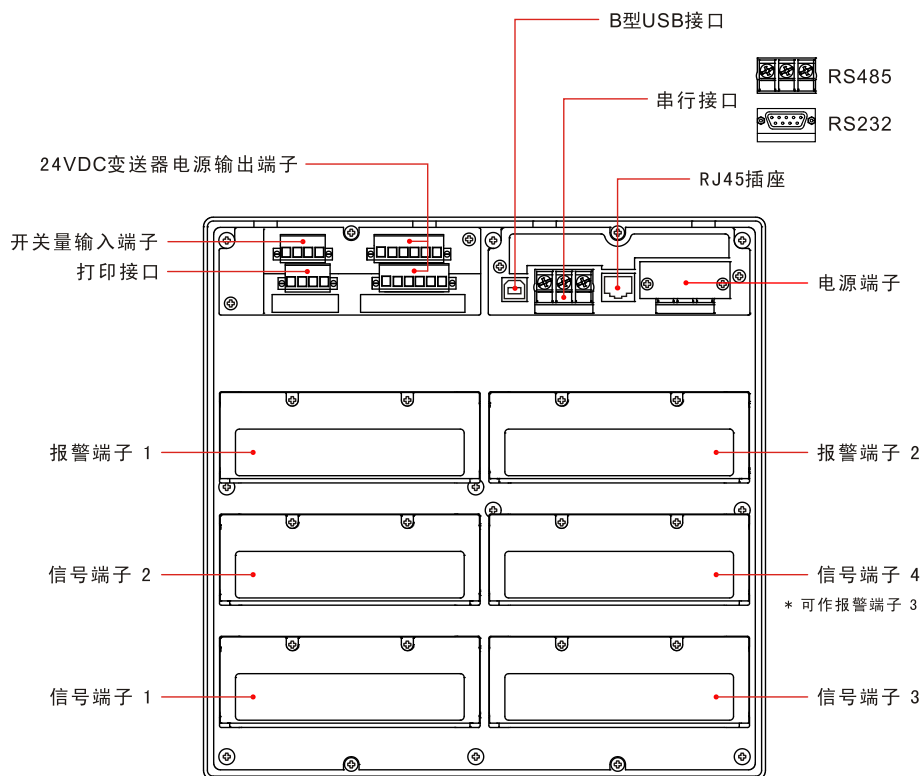 B型USB接口
RS485
串行接口
RS232
24VDC变送器电源输出端子
RJ45插座
开关量输入端子
打印接口
电源端子
报警端子 1
报警端子 2
信号端子 2
信号端子 4
* 可作报警端子 3
信号端子 1
信号端子 3